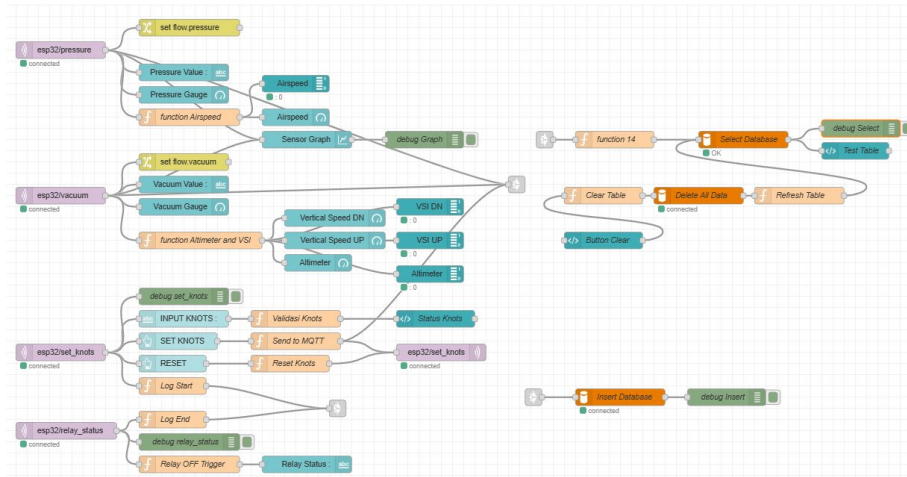 set flow.pressure
esp32/pressure
connected
Pressure Value : abc
Pressure Gauge
function Airspeed
Airspeed
: 0
Airspeed
Sensor Graph
debug Graph
set flow.vacuum
esp32/vacuum
connected
Vacuum Value : abc
Vacuum Gauge
function Altimeter and VSI
Vertical Speed DN
Vertical Speed UP
Altimeter
VSI DN
: 0
VSI UP
: 0
Altimeter
: 0
debug set_knots
abc INPUT KNOTS :
Validasi Knots
Status Knots
esp32/set_knots
connected
SET KNOTS
Send to MQTT
esp32/set_knots
connected
RESET
Reset Knots
Log Start
Log End
esp32/relay_status
connected
debug relay_status
Relay OFF Trigger
Relay Status : abc
function 14
Select Database
OK
debug Select
Test Table
Clear Table
Delete All Data
connected
Refresh Table
Button Clear
Insert Database
connected
debug Insert